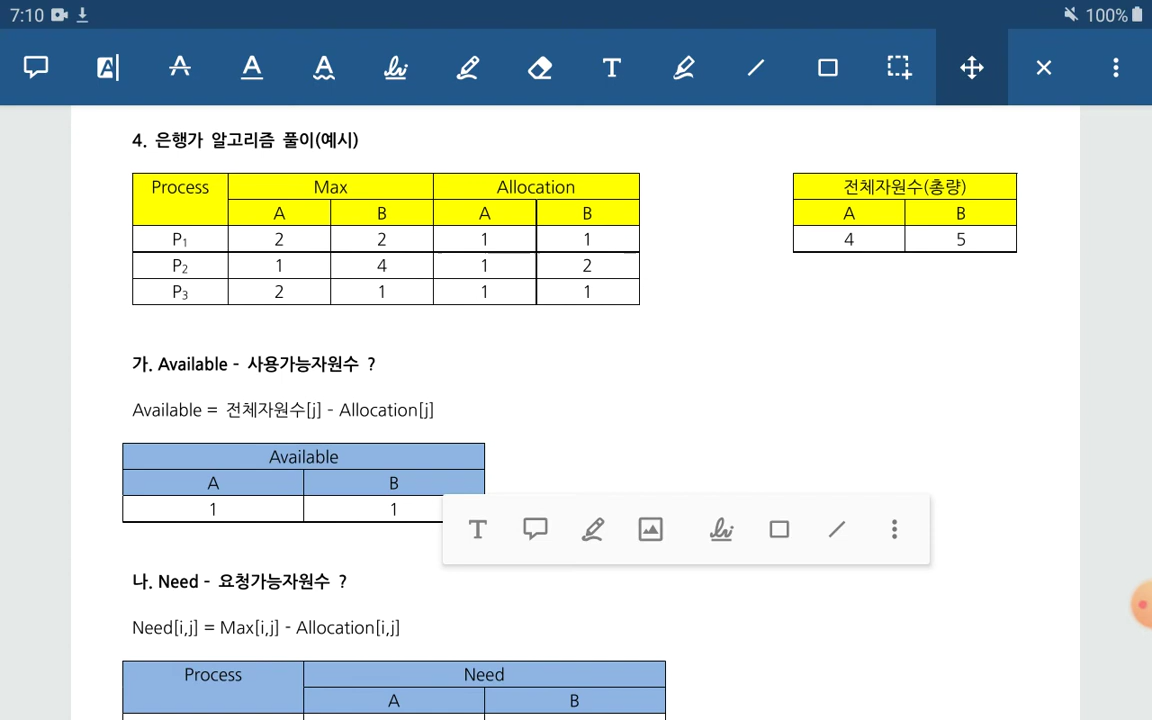 7:10 100%
4. 은행가 알고리즘 풀이(예시)
Process Max Allocation
A B A B
P1 2 2 1 1
P2 1 4 1 2
P3 2 1 1 1
전체자원수(총량)
A B
4 5
가. Available - 사용가능자원수 ?
Available = 전체자원수[j] - Allocation[j]
Available
A B
1 1
나. Need - 요청가능자원수 ?
Need[i,j] = Max[i,j] - Allocation[i,j]
Process Need
A B